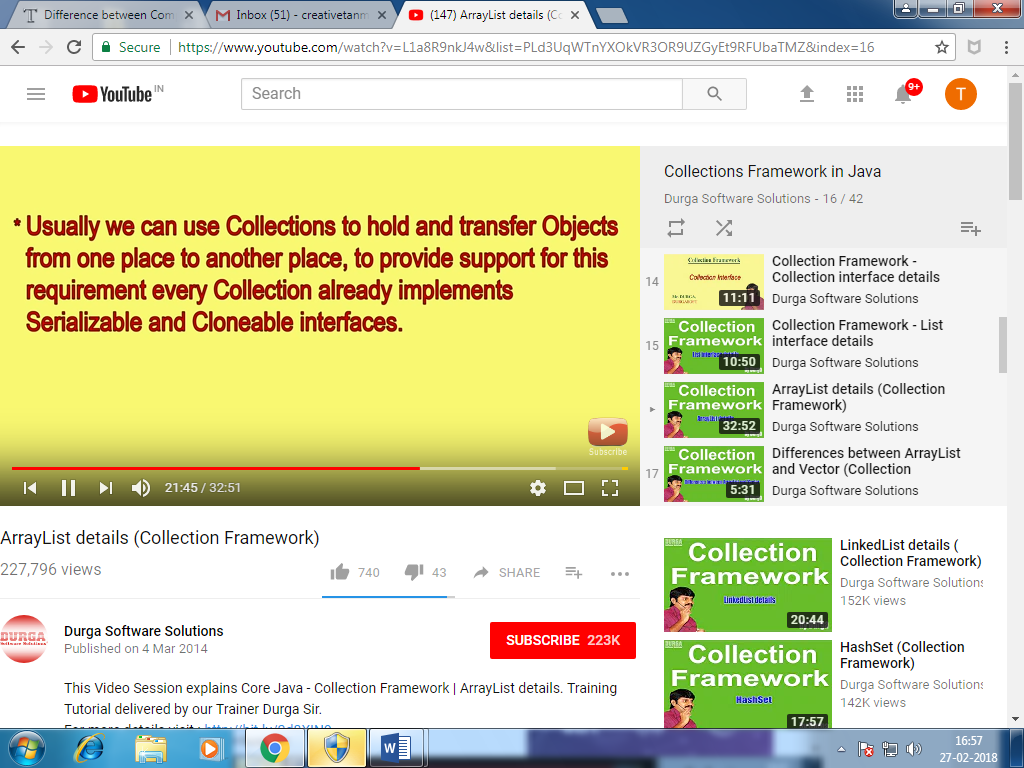 Difference between Com
Inbox (51) - creativetanm
(147) ArrayList details (Co
Secure
https://www.youtube.com/watch?v=L1a8R9nkJ4w&list=PLd3UqWTnYXOkVR3OR9UZGyEt9RFUbaTMZ&index=16
YouTube IN
Search
9+
T
* Usually we can use Collections to hold and transfer Objects
from one place to another place, to provide support for this
requirement every Collection already implements
Serializable and Cloneable interfaces.
Subscribe
21:45 / 32:51
Collections Framework in Java
Durga Software Solutions - 16 / 42
14
Collection Framework
Collection Interface
Mr. DURGA
11:11
Collection Framework -
Collection interface details
Durga Software Solutions
15
Collection
Framework
10:50
Collection Framework - List
interface details
Durga Software Solutions
Collection
Framework
32:52
ArrayList details (Collection
Framework)
Durga Software Solutions
17
Collection
Framework
5:31
Differences between ArrayList
and Vector (Collection
Durga Software Solutions
ArrayList details (Collection Framework)
227,796 views
740
43
SHARE
DURGA
Software Solutions
Durga Software Solutions
Published on 4 Mar 2014
SUBSCRIBE 223K
This Video Session explains Core Java - Collection Framework | ArrayList details. Training
Tutorial delivered by our Trainer Durga Sir.
DURGA
Collection
Framework
LinkedList details
20:44
LinkedList details (
Collection Framework)
Durga Software Solutions
152K views
DURGA
Collection
Framework
HashSet
17:57
HashSet (Collection
Framework)
Durga Software Solutions
142K views
16:57
27-02-2018